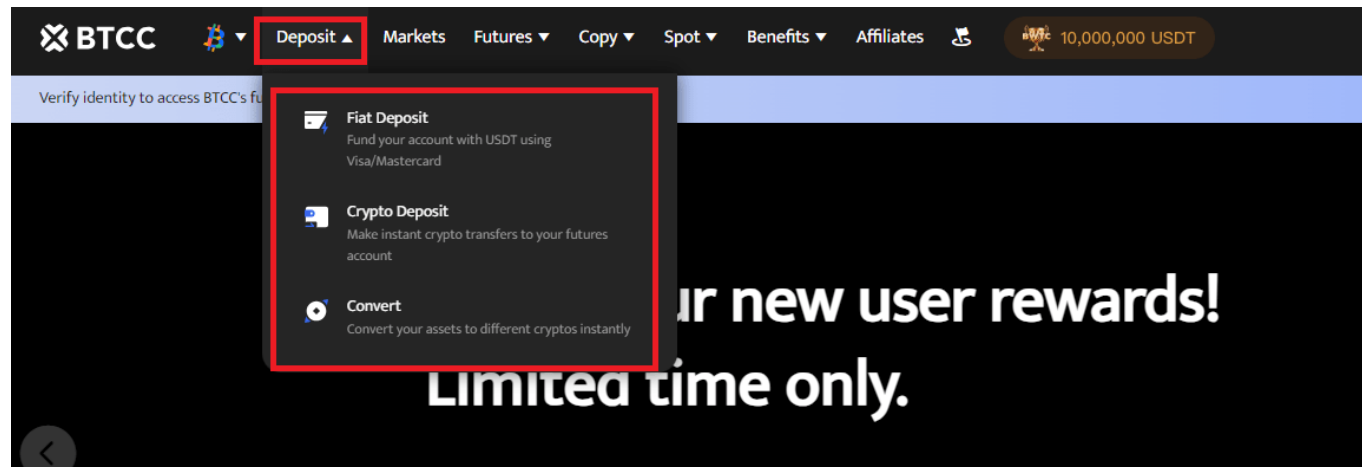 BTCC Deposit Markets Futures Copy Spot Benefits Affiliates 10,000,000 USDT
Verify identity to access BTCC's
Fiat Deposit
Fund your account with USDT using
Visa/Mastercard
Crypto Deposit
Make instant crypto transfers to your futures
account
Convert
Convert your assets to different cryptos instantly
new user rewards!
Limited time only.